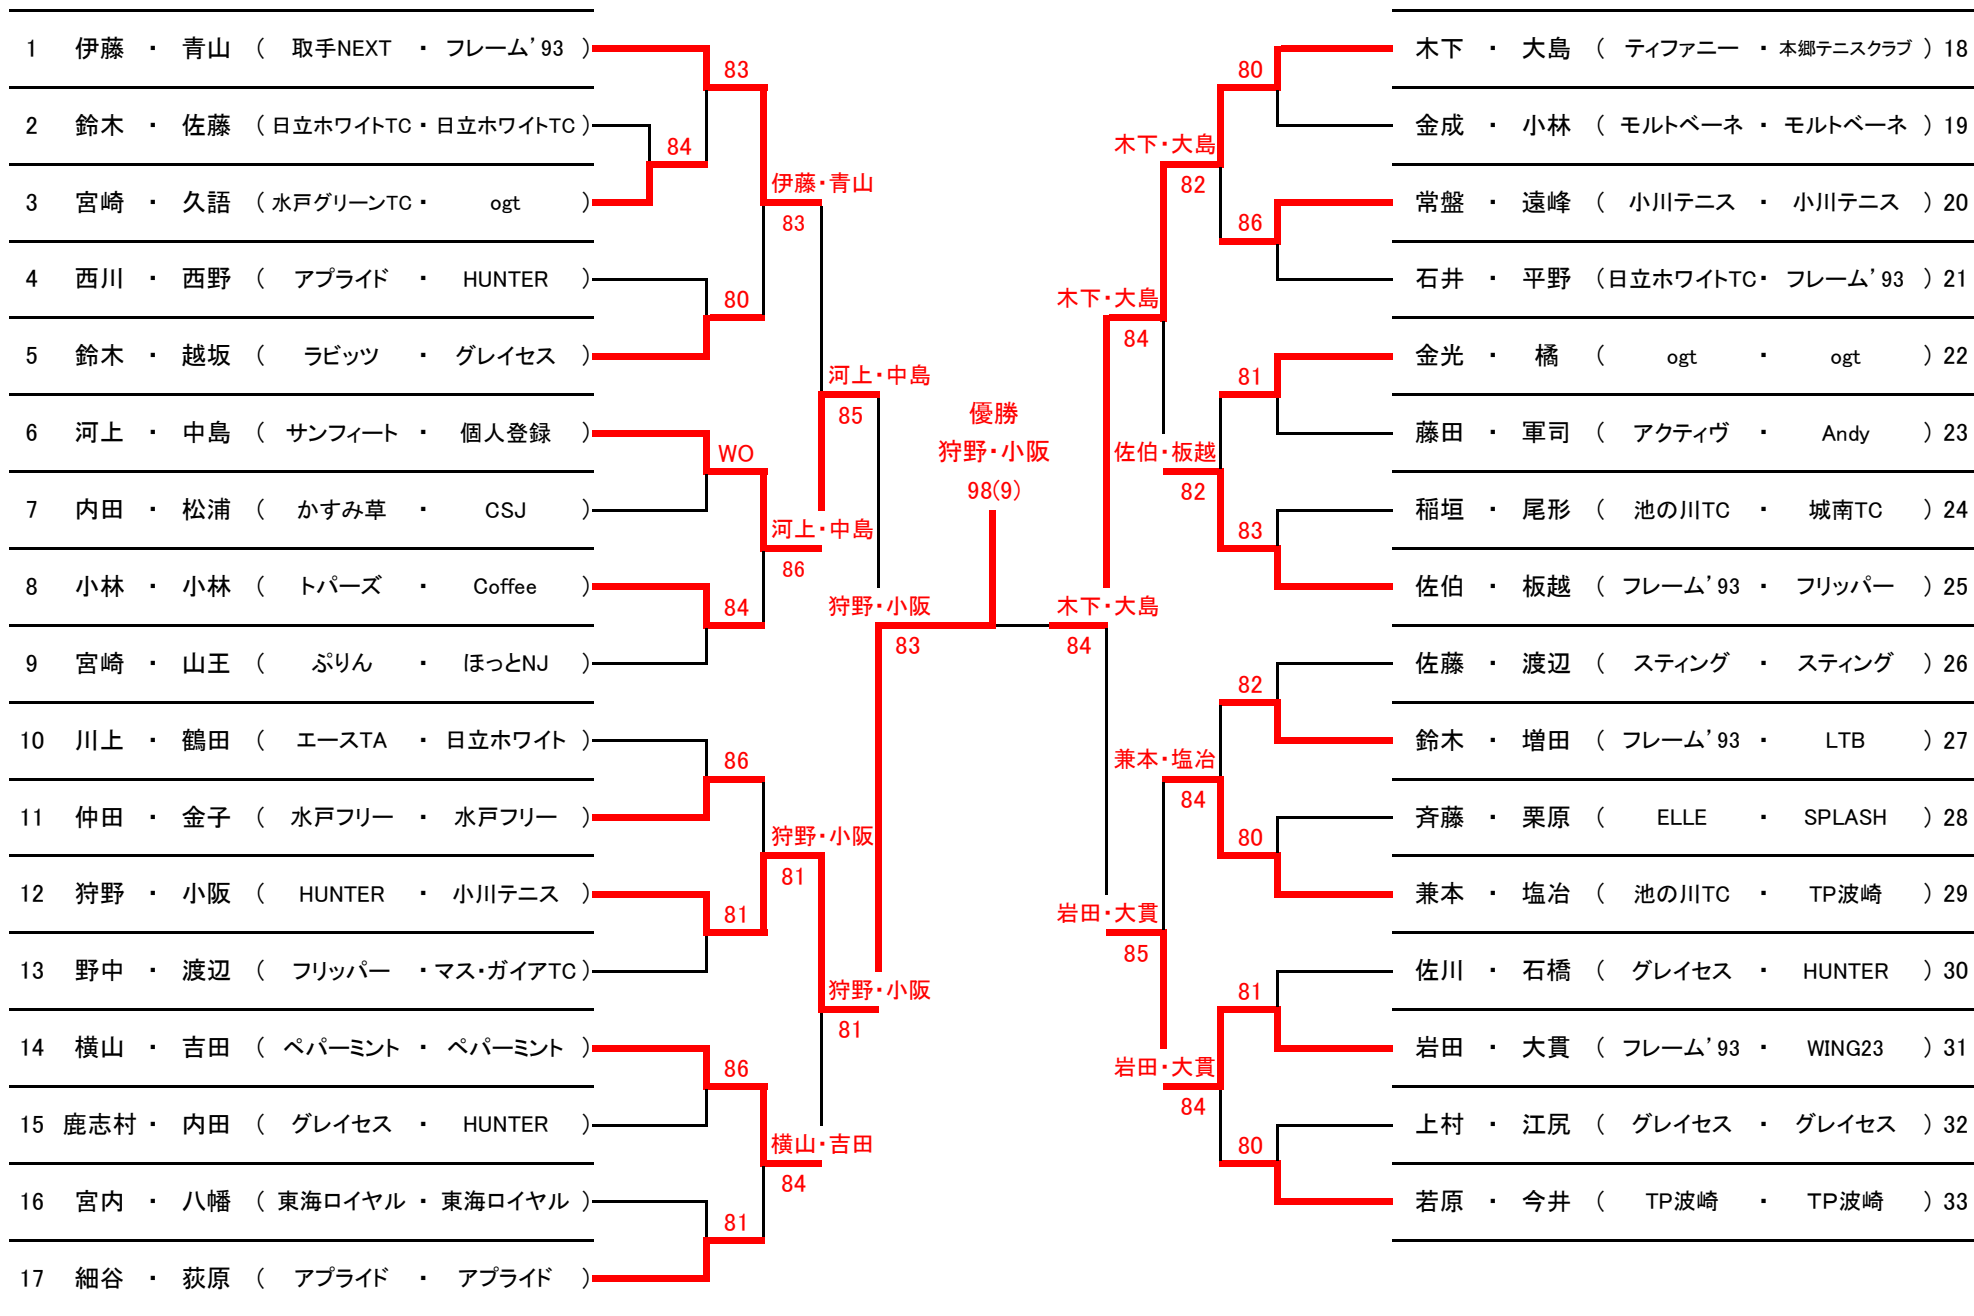 1 伊藤 ・ 青山 ( 取手NEXT ・ フレーム’93 )
2 鈴木 ・ 佐藤 ( 日立ホワイトTC ・ 日立ホワイトTC )
3 宮崎 ・ 久語 ( 水戸グリーンTC ・ ogt )
4 西川 ・ 西野 ( アプライド ・ HUNTER )
5 鈴木 ・ 越坂 ( ラビッツ ・ グレイセス )
6 河上 ・ 中島 ( サンフィート ・ 個人登録 )
7 内田 ・ 松浦 ( かすみ草 ・ CSJ )
8 小林 ・ 小林 ( トパーズ ・ Coffee )
9 宮崎 ・ 山王 ( ぷりん ・ ほっとNJ )
10 川上 ・ 鶴田 ( エースTA ・ 日立ホワイト )
11 仲田 ・ 金子 ( 水戸フリー ・ 水戸フリー )
12 狩野 ・ 小阪 ( HUNTER ・ 小川テニス )
13 野中 ・ 渡辺 ( フリッパー ・ マス・ガイアTC )
14 横山 ・ 吉田 ( ペパーミント ・ ペパーミント )
15 鹿志村 ・ 内田 ( グレイセス ・ HUNTER )
16 宮内 ・ 八幡 ( 東海ロイヤル ・ 東海ロイヤル )
17 細谷 ・ 荻原 ( アプライド ・ アプライド )
84
83
80
WO
84
86
81
86
81
伊藤・青山
83
河上・中島
86
狩野・小阪
81
横山・吉田
84
河上・中島
85
狩野・小阪
81
狩野・小阪
83
優勝
狩野・小阪
98(9)
木下・大島
84
木下・大島
84
岩田・大貫
85
木下・大島
82
佐伯・板越
82
兼本・塩冶
84
岩田・大貫
84
80
86
81
83
82
80
81
80
木下 ・ 大島 ( ティファニー ・ 本郷テニスクラブ ) 18
金成 ・ 小林 ( モルトベーネ ・ モルトベーネ ) 19
常盤 ・ 遠峰 ( 小川テニス ・ 小川テニス ) 20
石井 ・ 平野 ( 日立ホワイトTC ・ フレーム’93 ) 21
金光 ・ 橘 ( ogt ・ ogt ) 22
藤田 ・ 軍司 ( アクティヴ ・ Andy ) 23
稲垣 ・ 尾形 ( 池の川TC ・ 城南TC ) 24
佐伯 ・ 板越 ( フレーム’93 ・ フリッパー ) 25
佐藤 ・ 渡辺 ( スティング ・ スティング ) 26
鈴木 ・ 増田 ( フレーム’93 ・ LTB ) 27
斉藤 ・ 栗原 ( ELLE ・ SPLASH ) 28
兼本 ・ 塩冶 ( 池の川TC ・ TP波崎 ) 29
佐川 ・ 石橋 ( グレイセス ・ HUNTER ) 30
岩田 ・ 大貫 ( フレーム’93 ・ WING23 ) 31
上村 ・ 江尻 ( グレイセス ・ グレイセス ) 32
若原 ・ 今井 ( TP波崎 ・ TP波崎 ) 33